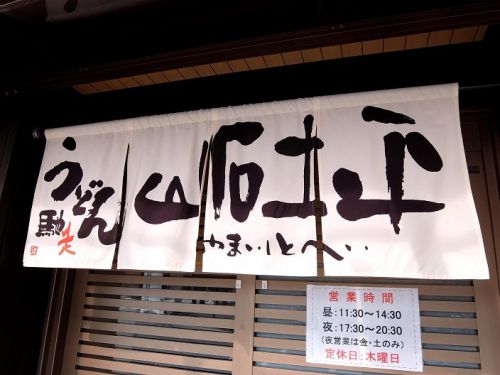 うどん
馳走
山石土平
やまいしとへい
営業時間
昼:11:30～14:30
夜:17:30～20:30
(夜営業は金・土のみ)
定休日:木曜日